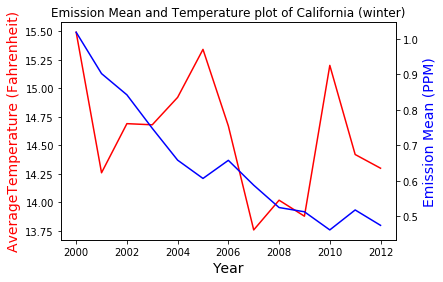 Emission Mean and Temperature plot of California (winter)
AverageTemperature (Fahrenheit)
15.50
15.25
15.00
14.75
14.50
14.25
14.00
13.75
1.0
0.9
0.8
0.7
0.6
0.5
Emission Mean (PPM)
2000 2002 2004 2006 2008 2010 2012
Year